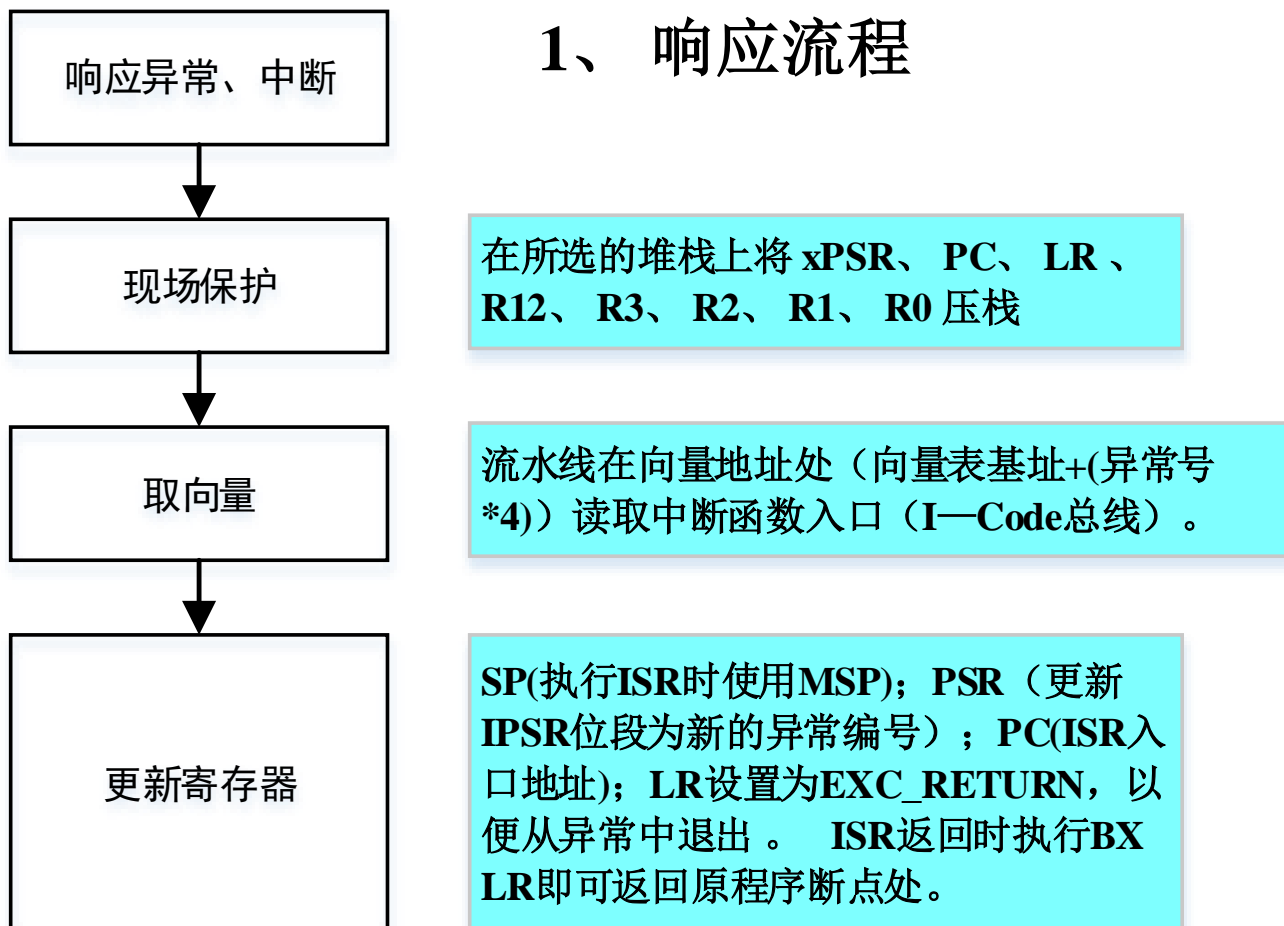 1、 响应流程
响应异常、中断
现场保护
在所选的堆栈上将 xPSR、 PC、 LR 、
R12、 R3、 R2、 R1、 R0 压栈
取向量
流水线在向量地址处（向量表基址+(异常号
*4)）读取中断函数入口（I—Code总线）。
更新寄存器
SP(执行ISR时使用MSP)；PSR（更新
IPSR位段为新的异常编号）；PC(ISR入
口地址)；LR设置为EXC_RETURN，以
便从异常中退出 。 ISR返回时执行BX
LR即可返回原程序断点处。